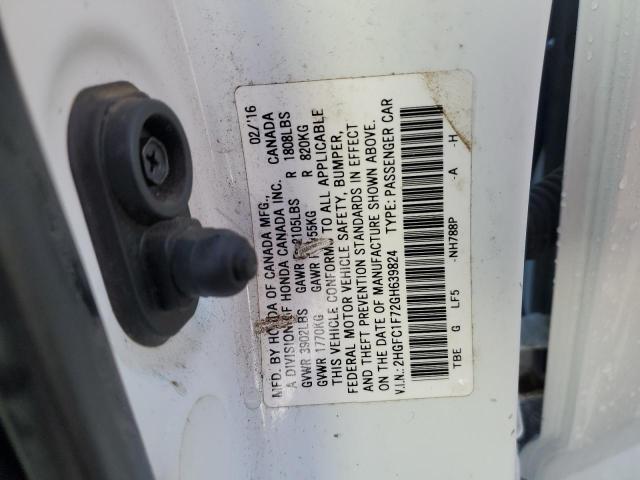 MFD. BY HONDA OF CANADA MFG., 02/'16
A DIVISION OF HONDA CANADA INC. CANADA
GVWR 3902LBS GAWR F 2105LBS R 1808LBS
GVWR 1770KG GAWR 955KG R 820KG
THIS VEHICLE CONFORMS TO ALL APPLICABLE
FEDERAL MOTOR VEHICLE SAFETY, BUMPER,
AND THEFT PREVENTION STANDARDS IN EFFECT
ON THE DATE OF MANUFACTURE SHOWN ABOVE.
V.I.N.: 2HGFC1F72GH639824 TYPE: PASSENGER CAR
TBE G LF5 -NH788P -A -H